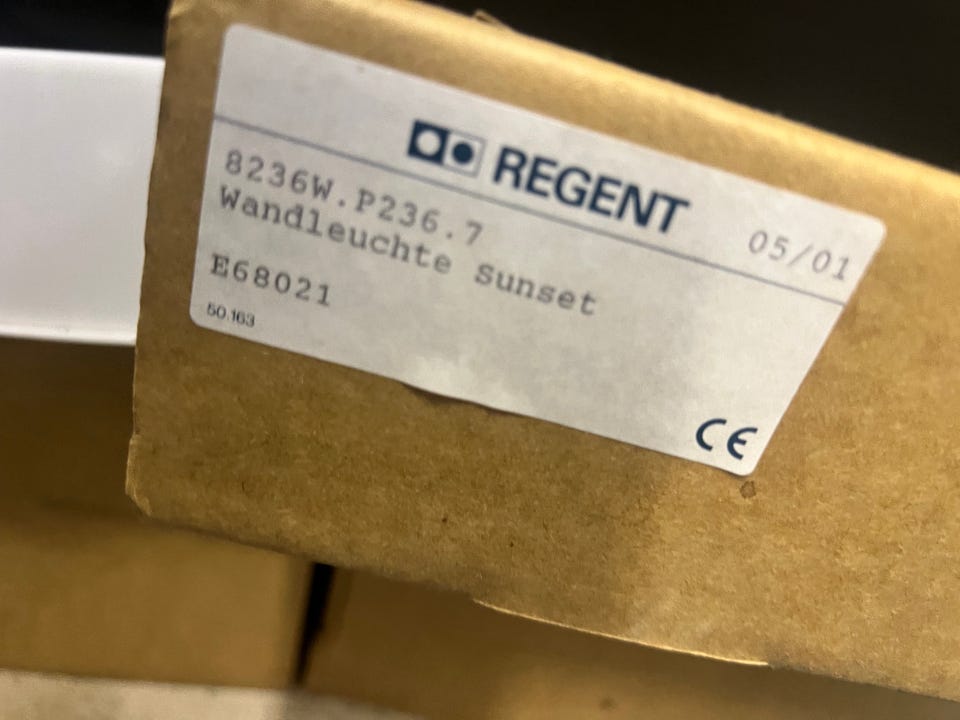 REGENT
05/01
8236W.P236.7
Wandleuchte Sunset
E68021
50.163
CE